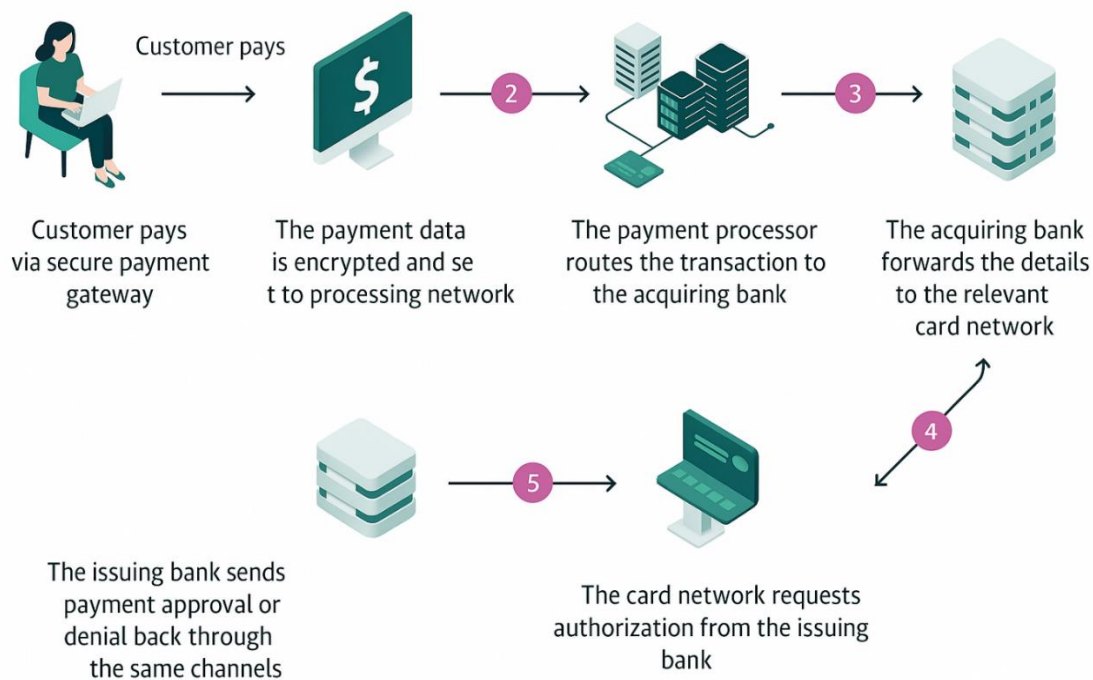 Customer pays
$
2
3
Customer pays
via secure payment
gateway
The payment data
is encrypted and se
t to processing network
The payment processor
routes the transaction to
the acquiring bank
The acquiring bank
forwards the details
to the relevant
card network
4
5
The issuing bank sends
payment approval or
denial back through
the same channels
The card network requests
authorization from the issuing
bank